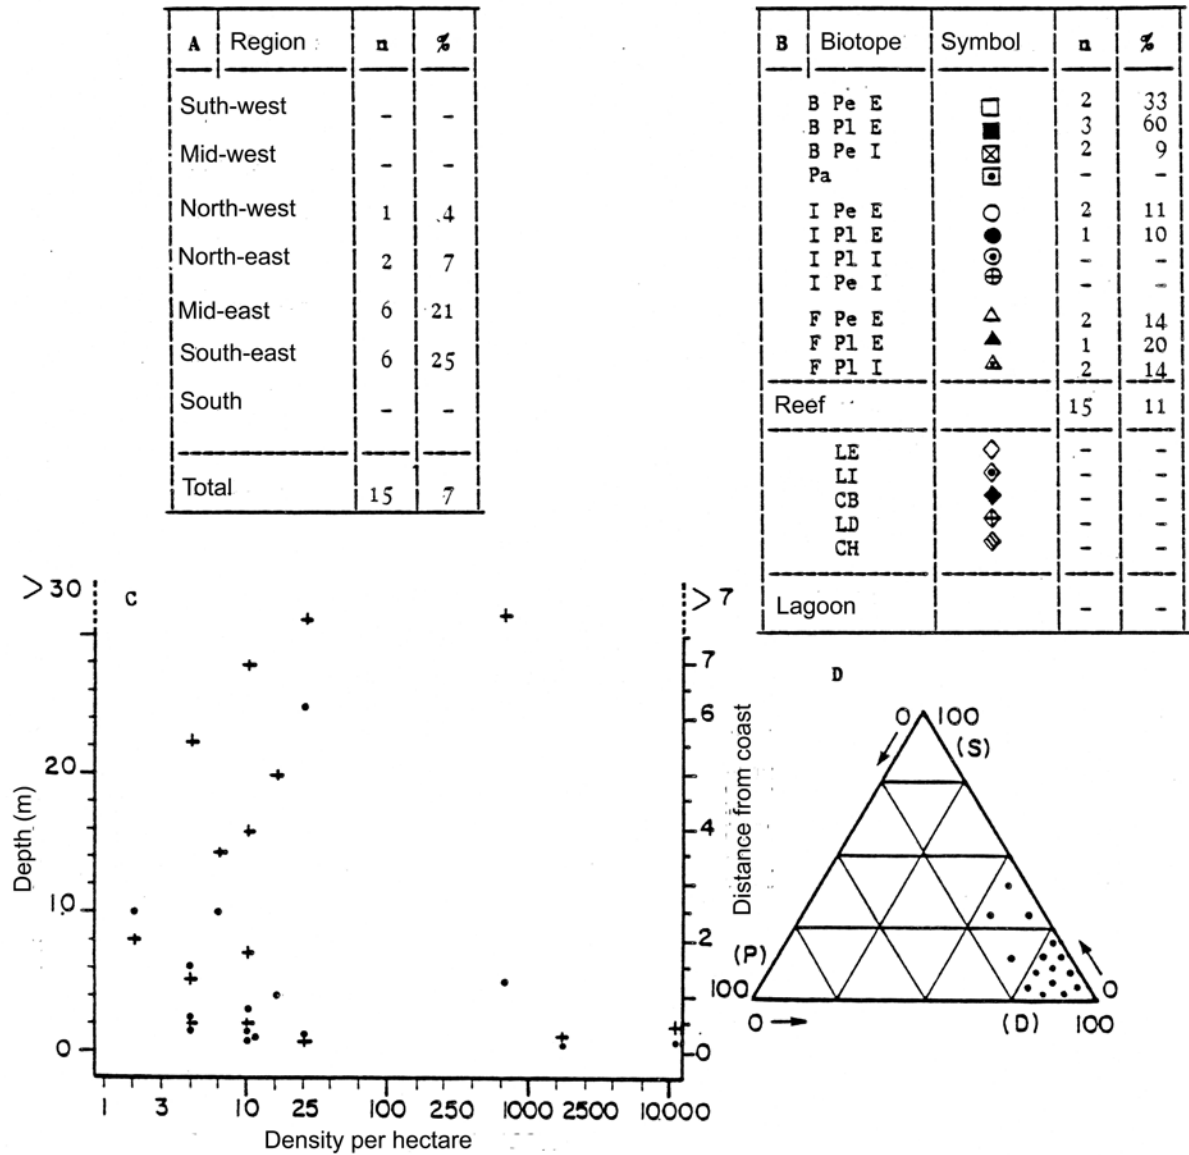 A Region n %
Suth-west - -
Mid-west - -
North-west 1 4
North-east 2 7
Mid-east 6 21
South-east 6 25
South - -
Total 15 7
B Biotope Symbol n %
B Pe E 2 33
B Pl E 3 60
B Pe I 2 9
Pa - -
I Pe E 2 11
I Pl E 1 10
I Pl I - -
I Pe I - -
F Pe E 2 14
F Pl E 1 20
F Pl I 2 14
Reef 15 11
LE - -
LI - -
CB - -
LD - -
CH - -
Lagoon - -
C
>30
20
10
0
Depth (m)
>7
7
6
4
2
0
Distance from coast
1 3 10 25 100 250 1000 2500 10.000
Density per hectare
D
0 100
(S)
(P)
100 0
0 (D) 100